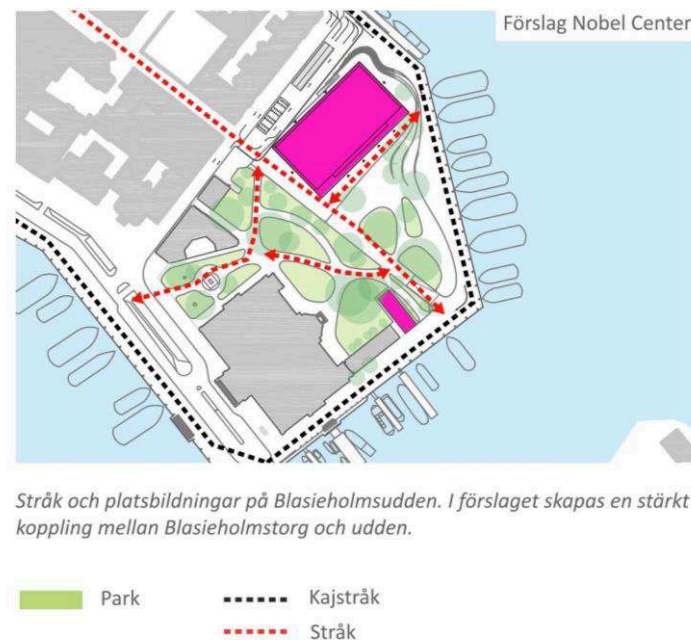 Förslag Nobel Center
Stråk och platsbildningar på Blasieholmsudden. I förslaget skapas en stärkt
koppling mellan Blasieholmstorg och udden.
Park
Kajstråk
Stråk